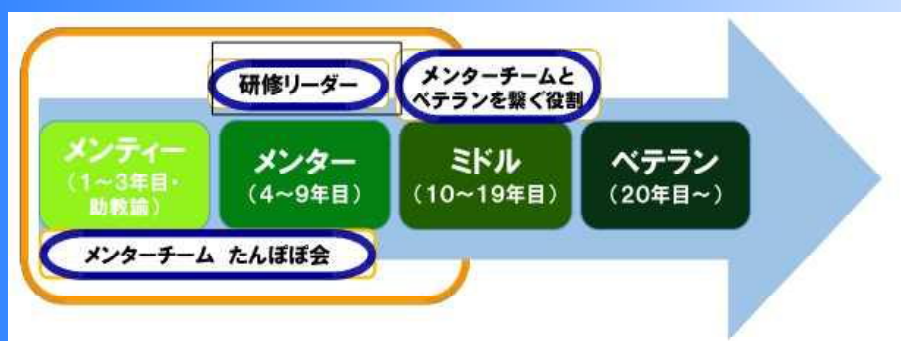 研修リーダー
メンターチームと
ベテランを繋ぐ役割
メンティー
（1～3年目・
助教諭）
メンター
（4～9年目）
ミドル
（10～19年目）
ベテラン
（20年目～）
メンターチーム たんぽぽ会